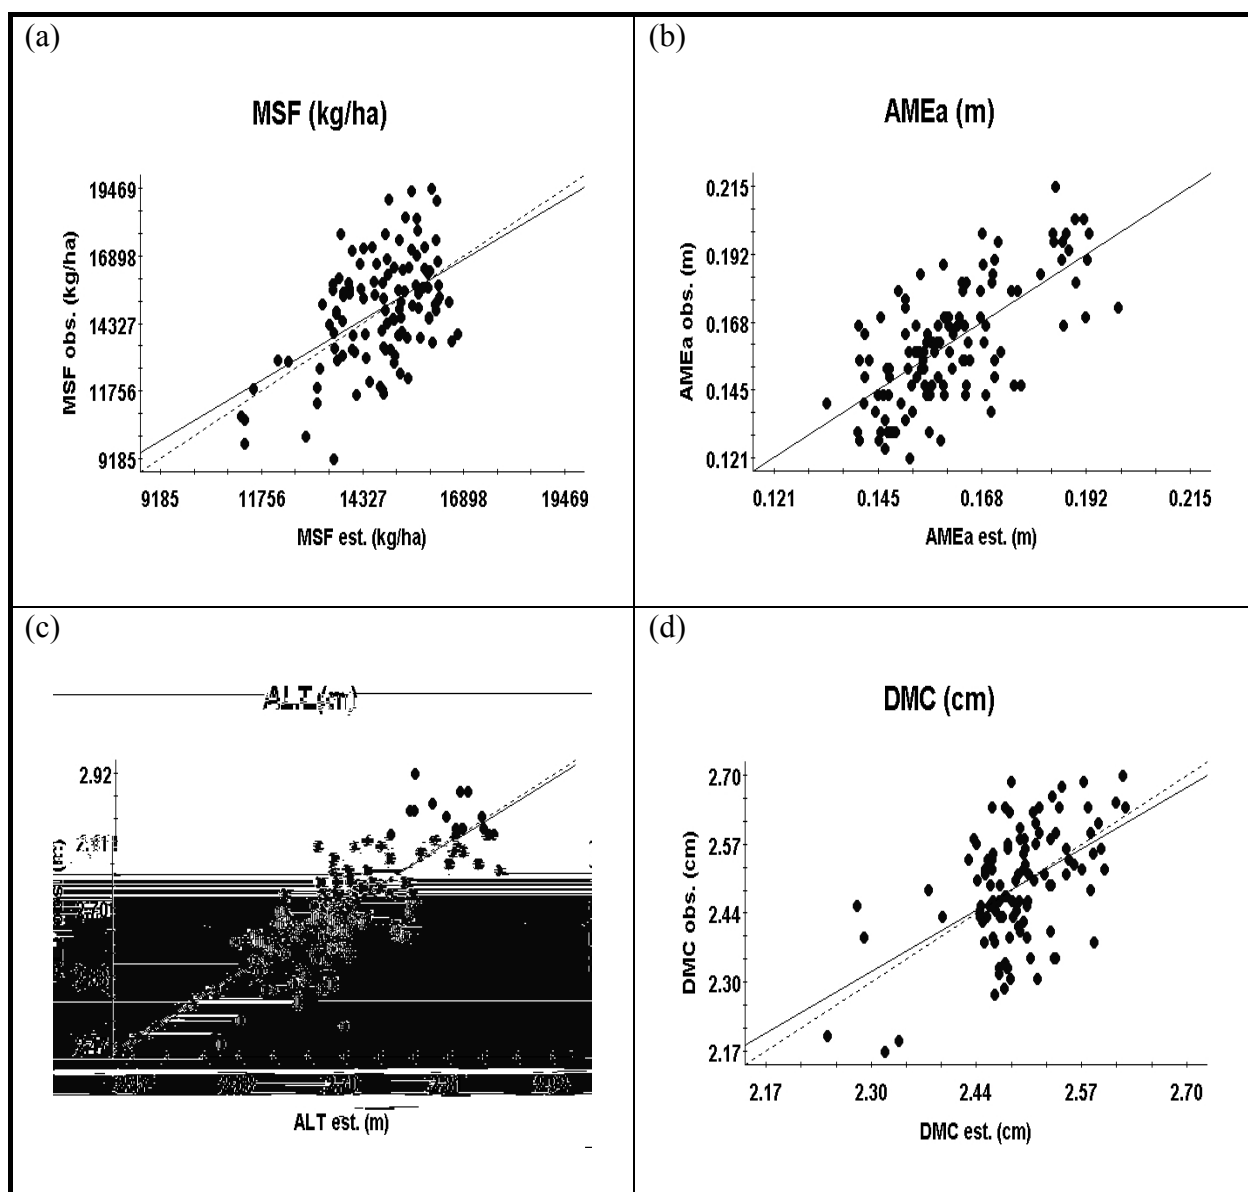 (a)
MSF (kg/ha)
MSF obs. (kg/ha)
19469
16898
14327
11756
9185
9185 11756 14327 16898 19469
MSF est. (kg/ha)
(b)
AMEa (m)
AMEa obs. (m)
0.215
0.192
0.168
0.145
0.121
0.121 0.145 0.168 0.192 0.215
AMEa est. (m)
(c)
ALT (m)
2.92
ALT est. (m)
(d)
DMC (cm)
DMC obs. (cm)
2.70
2.57
2.44
2.30
2.17
2.17 2.30 2.44 2.57 2.70
DMC est. (cm)